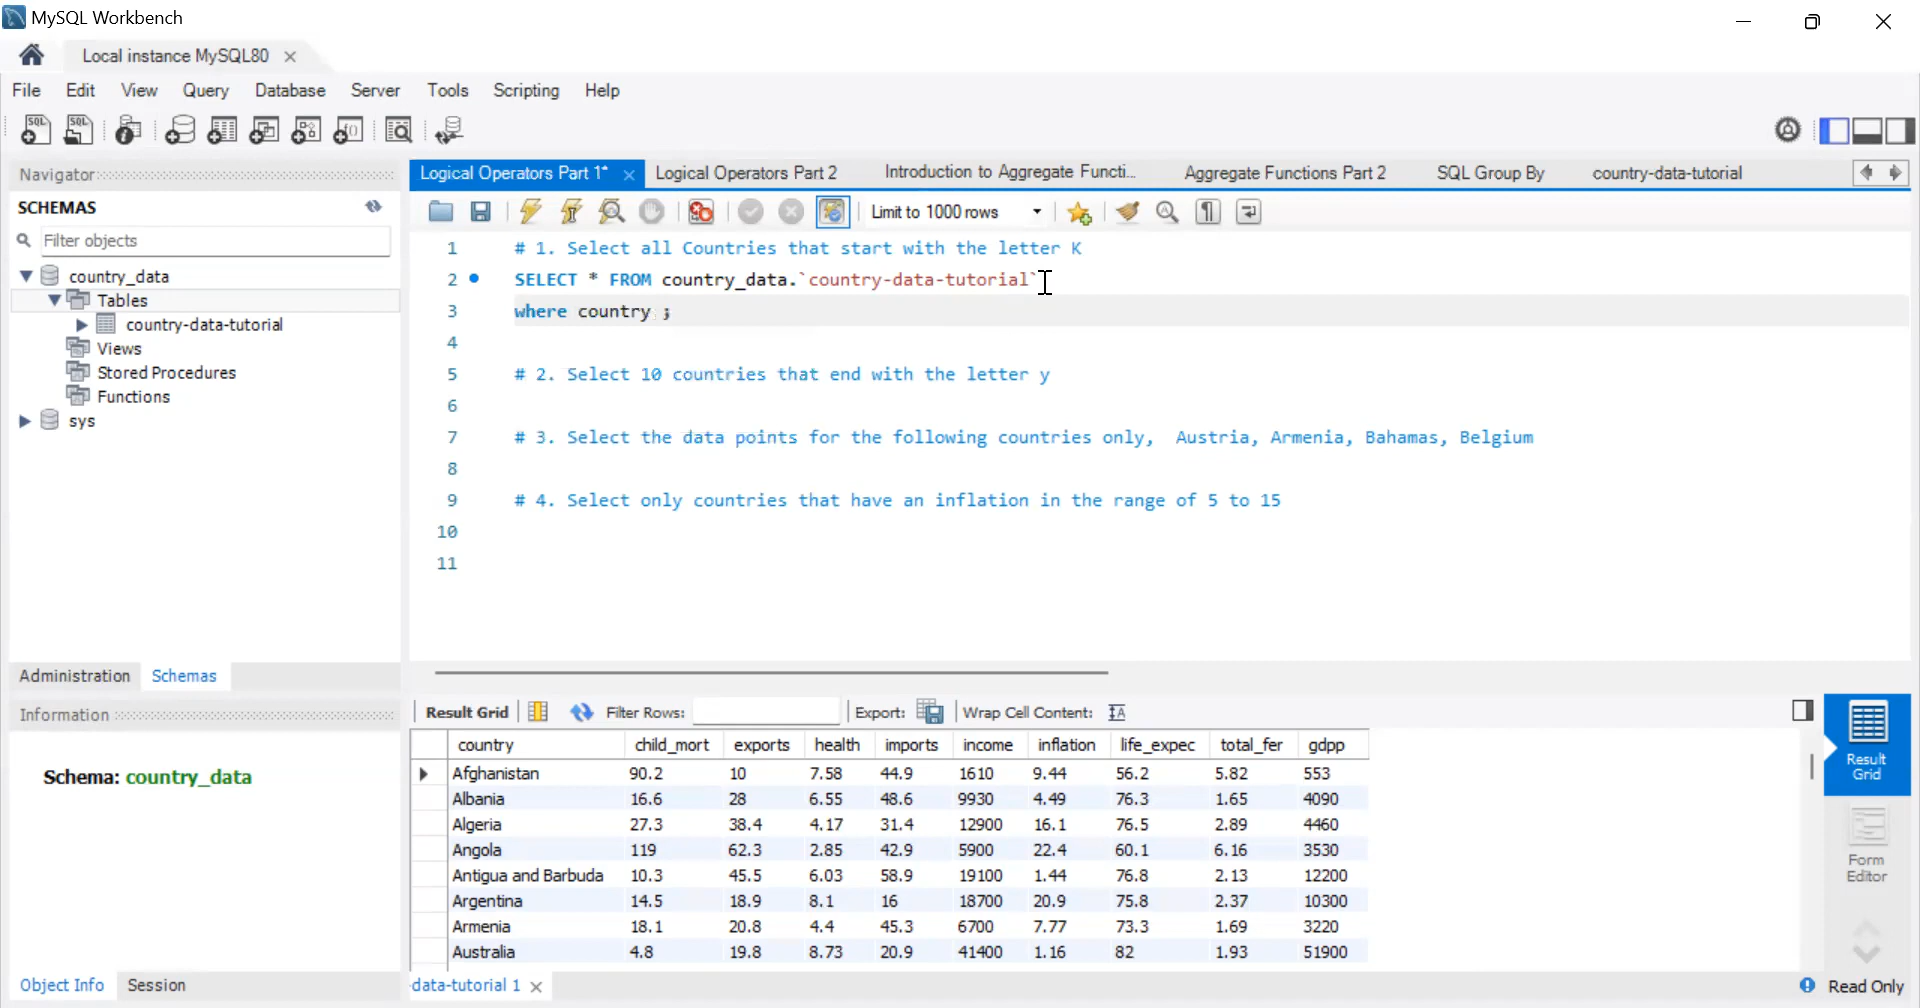 MySQL Workbench
Local instance MySQL80
File Edit View Query Database Server Tools Scripting Help
Navigator
SCHEMAS
Filter objects
country_data
Tables
country-data-tutorial
Views
Stored Procedures
Functions
sys
Administration Schemas
Information
Schema: country_data
Object Info Session
Logical Operators Part 1* Logical Operators Part 2 Introduction to Aggregate Functi... Aggregate Functions Part 2 SQL Group By country-data-tutorial
Limit to 1000 rows
1 # 1. Select all Countries that start with the letter K
2 SELECT * FROM country_data.`country-data-tutorial`
3 where country ;
4
5 # 2. Select 10 countries that end with the letter y
6
7 # 3. Select the data points for the following countries only, Austria, Armenia, Bahamas, Belgium
8
9 # 4. Select only countries that have an inflation in the range of 5 to 15
10
11
Result Grid Filter Rows: Export: Wrap Cell Content:
country child_mort exports health imports income inflation life_expec total_fer gdpp
Afghanistan 90.2 10 7.58 44.9 1610 9.44 56.2 5.82 553
Albania 16.6 28 6.55 48.6 9930 4.49 76.3 1.65 4090
Algeria 27.3 38.4 4.17 31.4 12900 16.1 76.5 2.89 4460
Angola 119 62.3 2.85 42.9 5900 22.4 60.1 6.16 3530
Antigua and Barbuda 10.3 45.5 6.03 58.9 19100 1.44 76.8 2.13 12200
Argentina 14.5 18.9 8.1 16 18700 20.9 75.8 2.37 10300
Armenia 18.1 20.8 4.4 45.3 6700 7.77 73.3 1.69 3220
Australia 4.8 19.8 8.73 20.9 41400 1.16 82 1.93 51900
Result
Grid
Form
Editor
-data-tutorial 1
Read Only